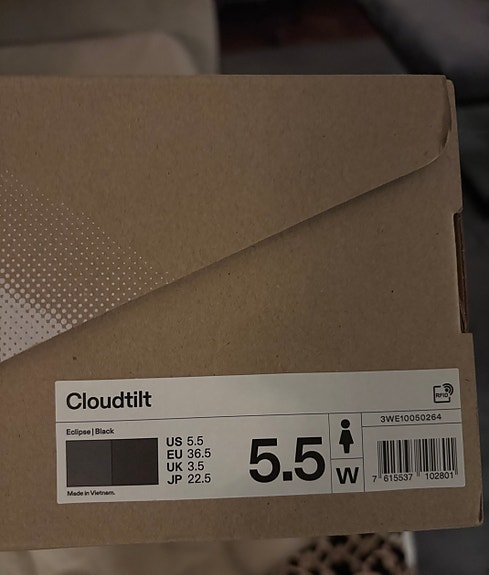 Cloudtilt
RFID
Eclipse | Black
US 5.5
EU 36.5
UK 3.5
JP 22.5
Made in Vietnam.
5.5
W
3WE10050264
7 615537 102801